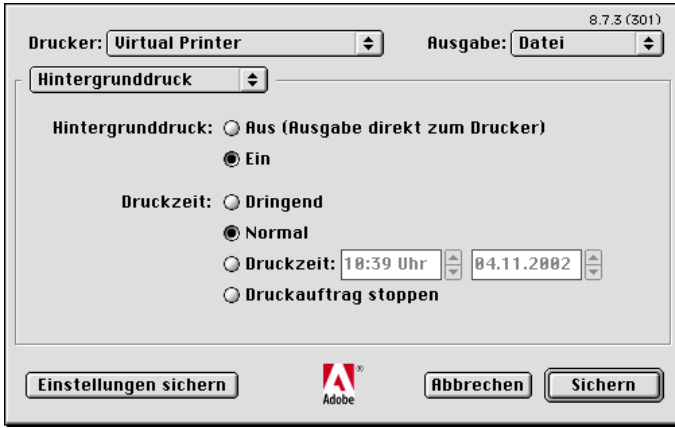 8.7.3 (301)
Drucker: Virtual Printer Ausgabe: Datei
Hintergrunddruck
Hintergrunddruck: Aus (Ausgabe direkt zum Drucker)
Ein
Druckzeit: Dringend
Normal
Druckzeit: 10:39 Uhr 04.11.2002
Druckauftrag stoppen
Einstellungen sichern Adobe® Abbrechen Sichern